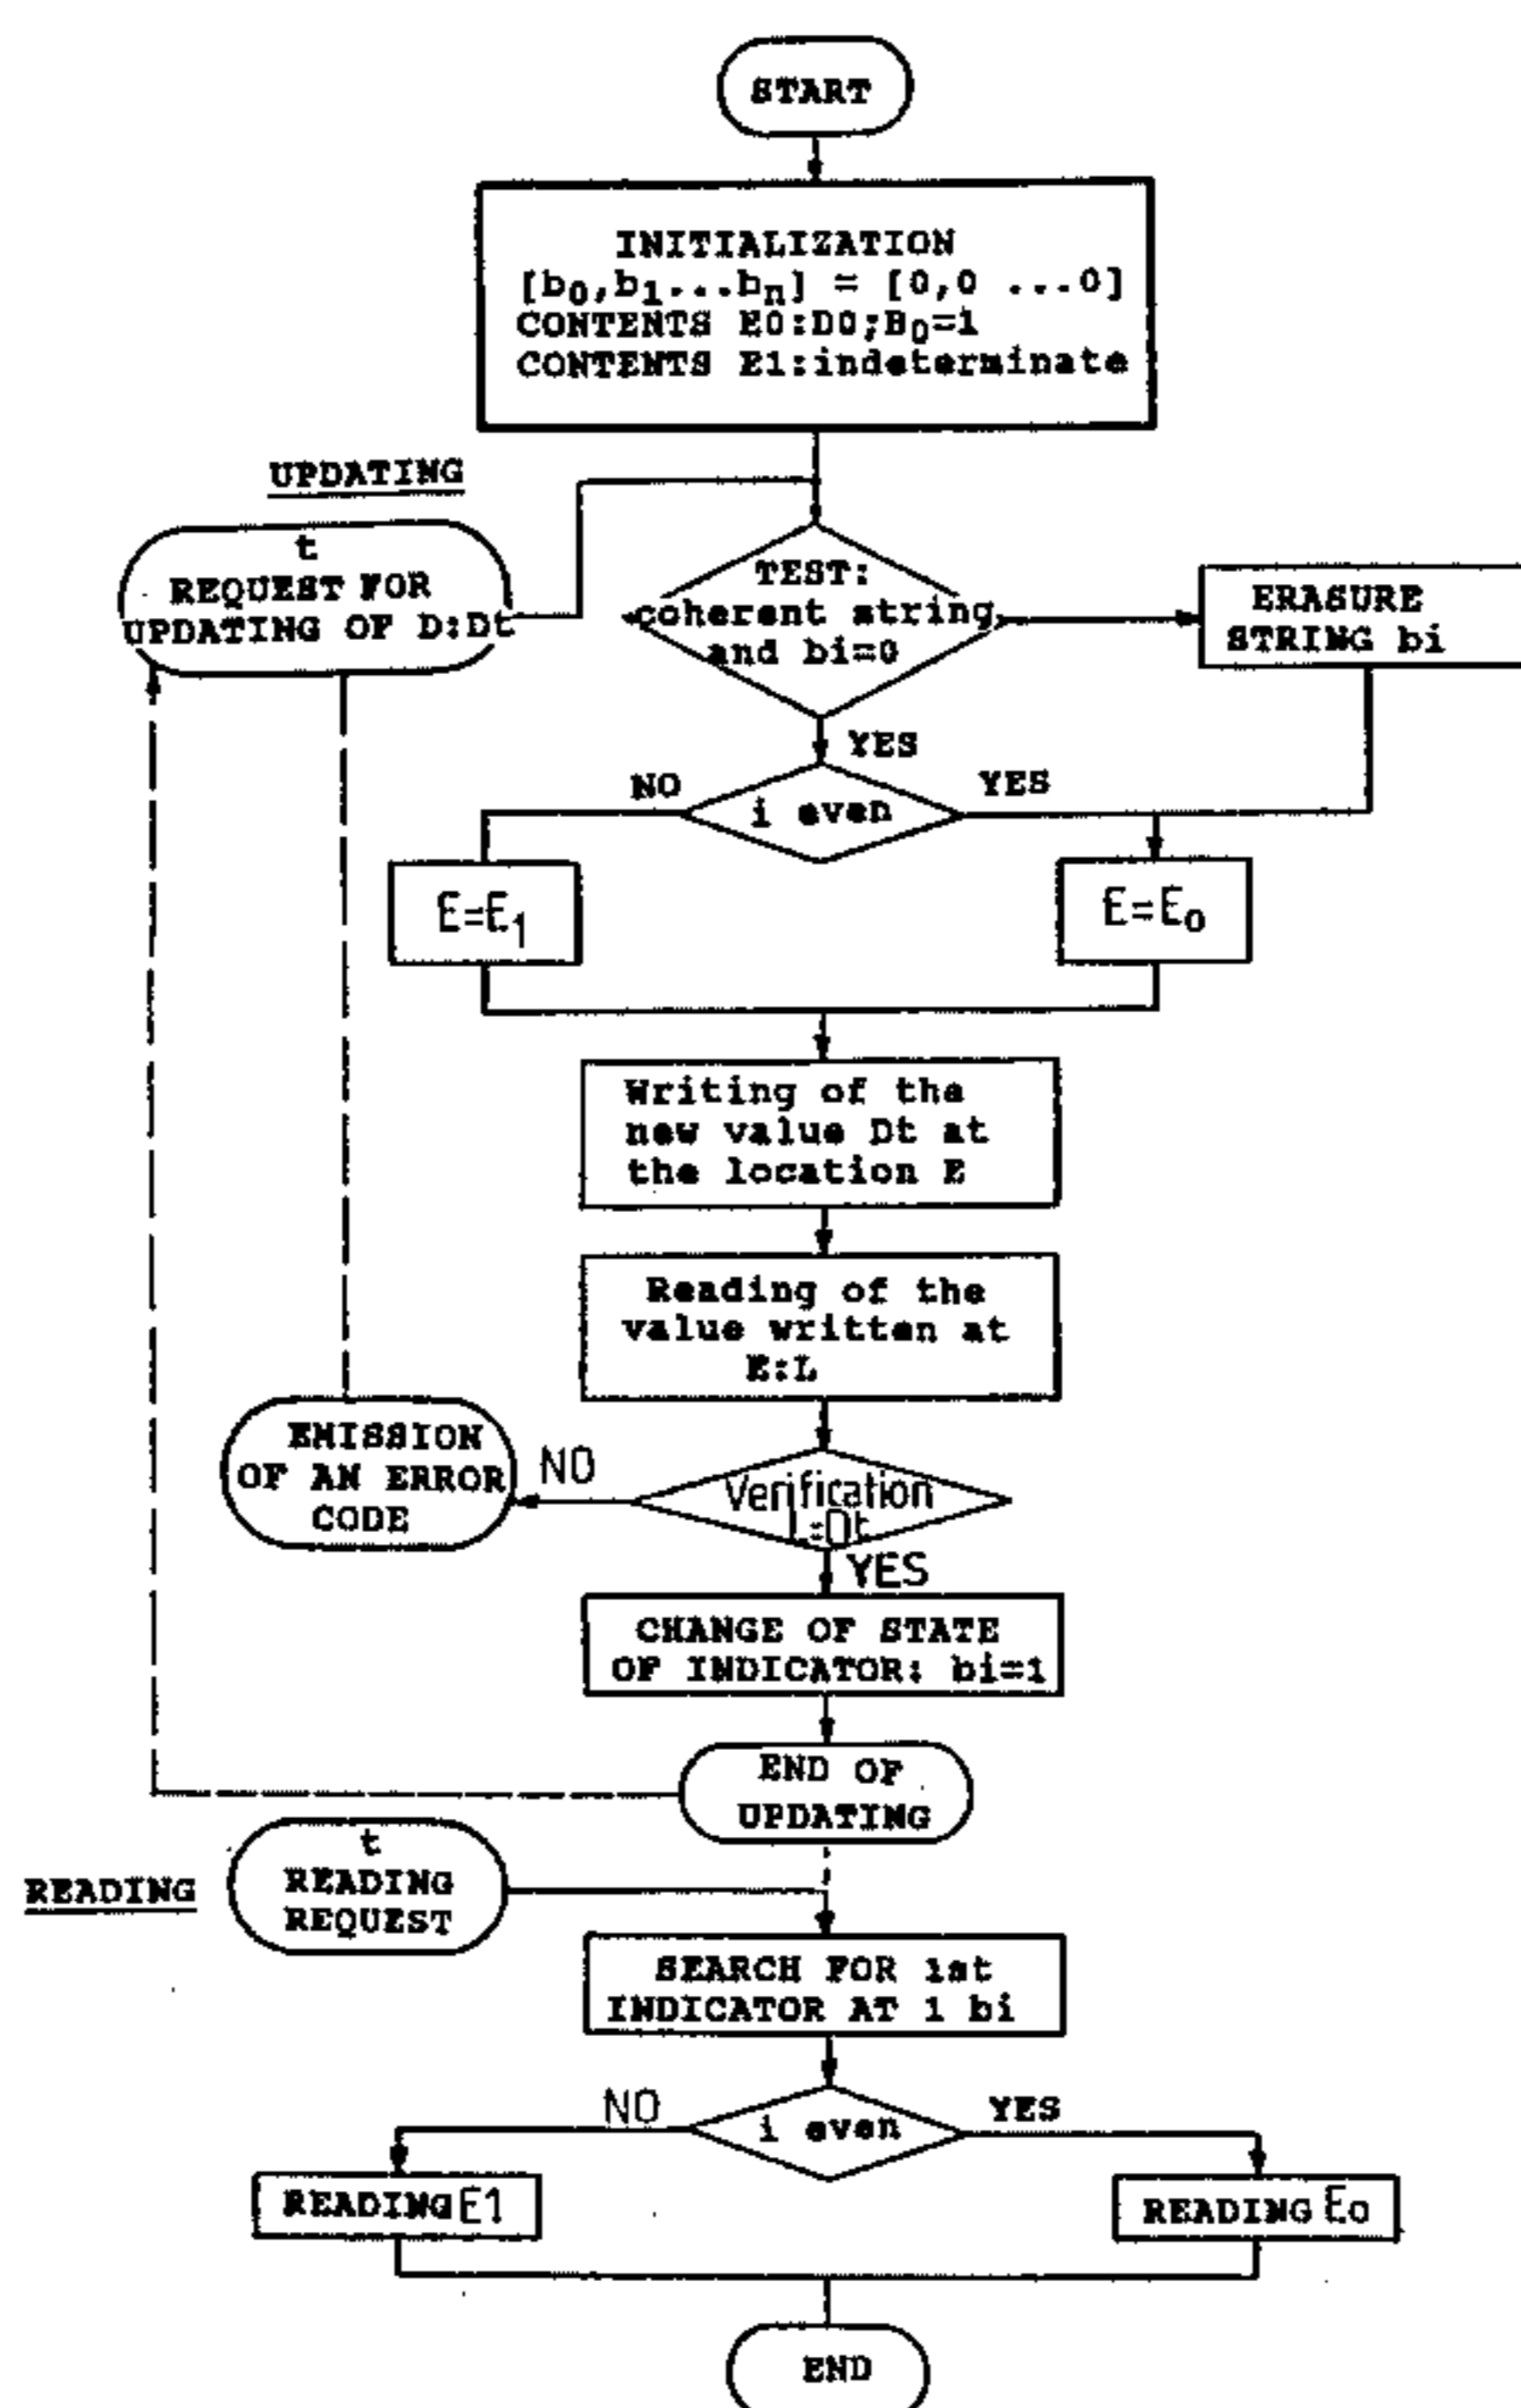 START
INITIALIZATION
[b0,b1...bn] = [0,0 ...0]
CONTENTS E0:D0;B0=1
CONTENTS E1:indeterminate
UPDATING
t
REQUEST FOR
UPDATING OF D:Dt
TEST:
coherent string
and bi=0
ERASURE
STRING bi
YES
NO
i even
YES
E=E1
E=E0
Writing of the
new value Dt at
the location E
Reading of the
value written at
E:L
EMISSION
OF AN ERROR
CODE
NO
Verification
L=Dt
YES
CHANGE OF STATE
OF INDICATOR: bi=1
END OF
UPDATING
READING
t
READING
REQUEST
SEARCH FOR 1st
INDICATOR AT 1 bi
NO
i even
YES
READING E1
READING E0
END